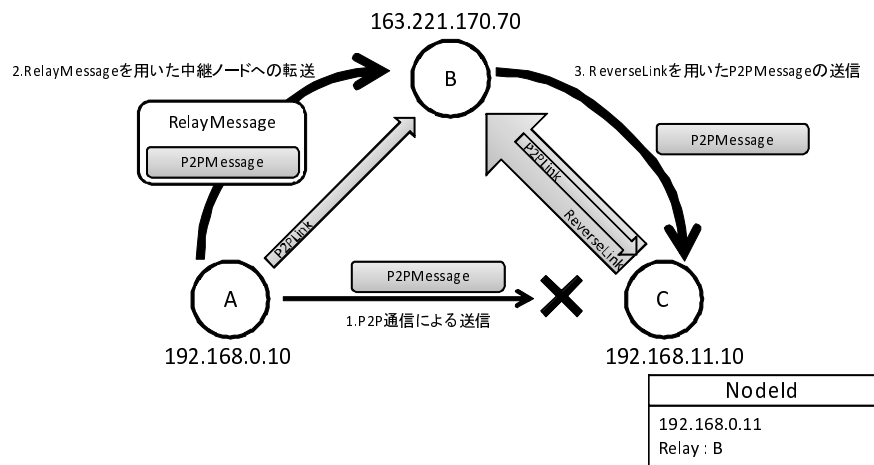 163.221.170.70
2.RelayMessageを用いた中継ノードへの転送
B
3. ReverseLinkを用いたP2PMessageの送信
RelayMessage
P2PMessage
P2PMessage
P2PLink
P2PLink
ReverseLink
P2PMessage
A
C
1.P2P通信による送信
192.168.0.10
192.168.11.10
NodeId
192.168.0.11
Relay : B